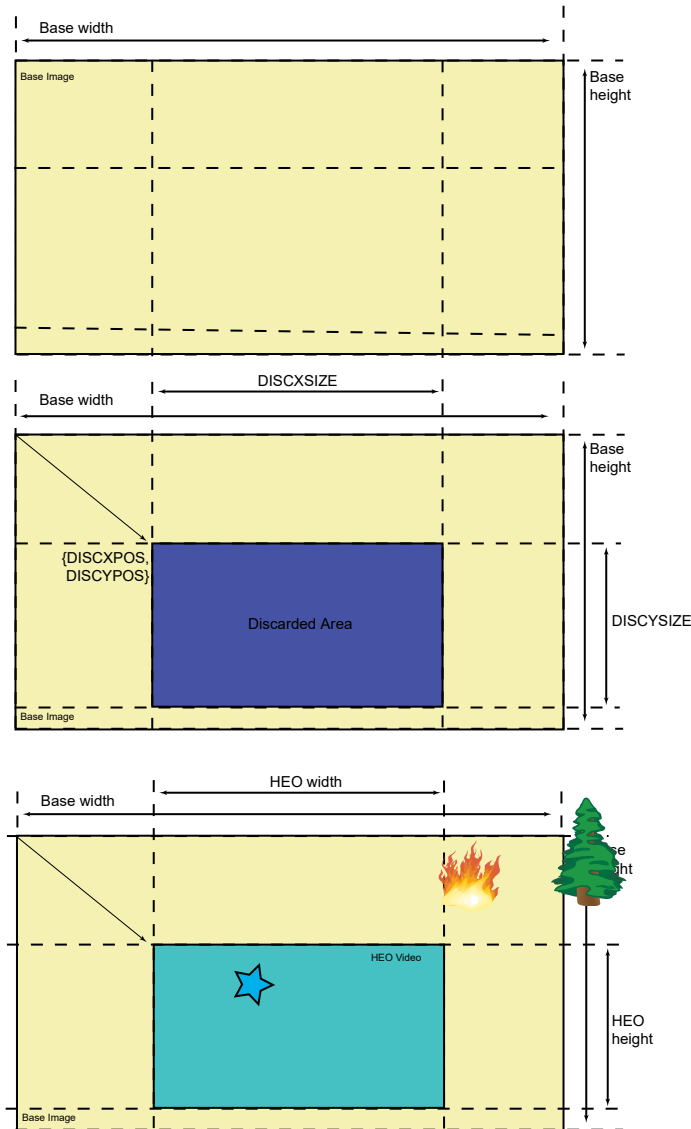 Base width
Base Image
Base
height
DISCXSIZE
Base width
Base
height
{DISCXPOS,
DISCYPOS}
Discarded Area
DISCYSIZE
Base Image
HEO width
Base width
HEO Video
HEO
height
Base Image